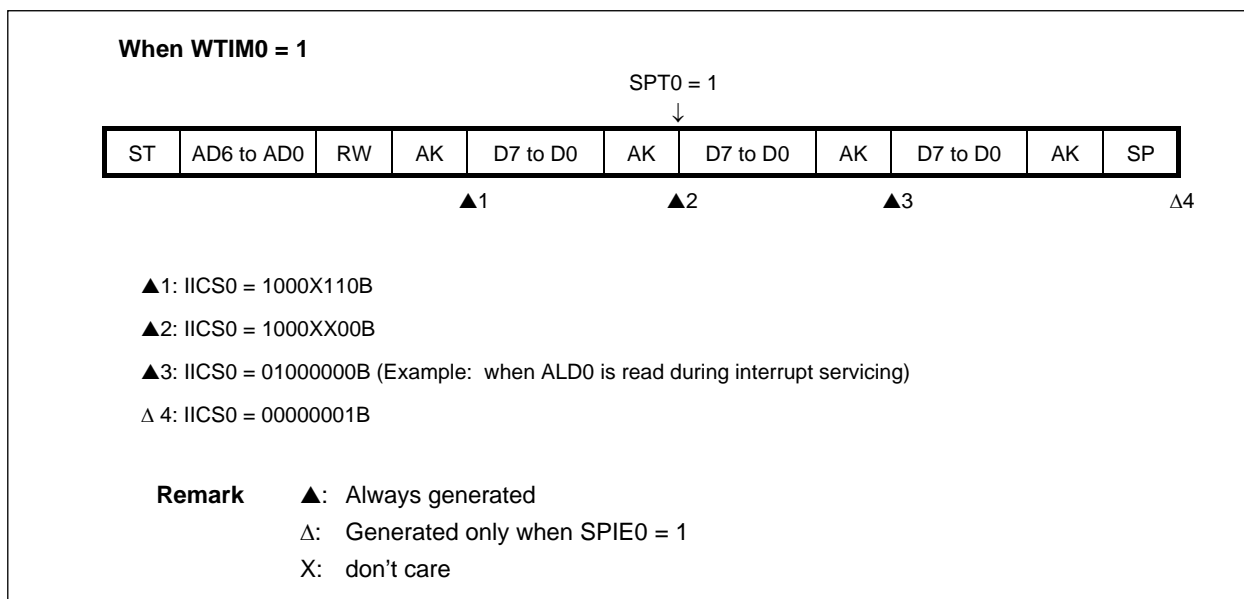 When WTIM0 = 1
SPT0 = 1
↓
ST AD6 to AD0 RW AK D7 to D0 AK D7 to D0 AK D7 to D0 AK SP
▲1 ▲2 ▲3 Δ4
▲1: IICS0 = 1000X110B
▲2: IICS0 = 1000XX00B
▲3: IICS0 = 01000000B (Example: when ALD0 is read during interrupt servicing)
Δ 4: IICS0 = 00000001B
Remark ▲: Always generated
Δ: Generated only when SPIE0 = 1
X: don't care